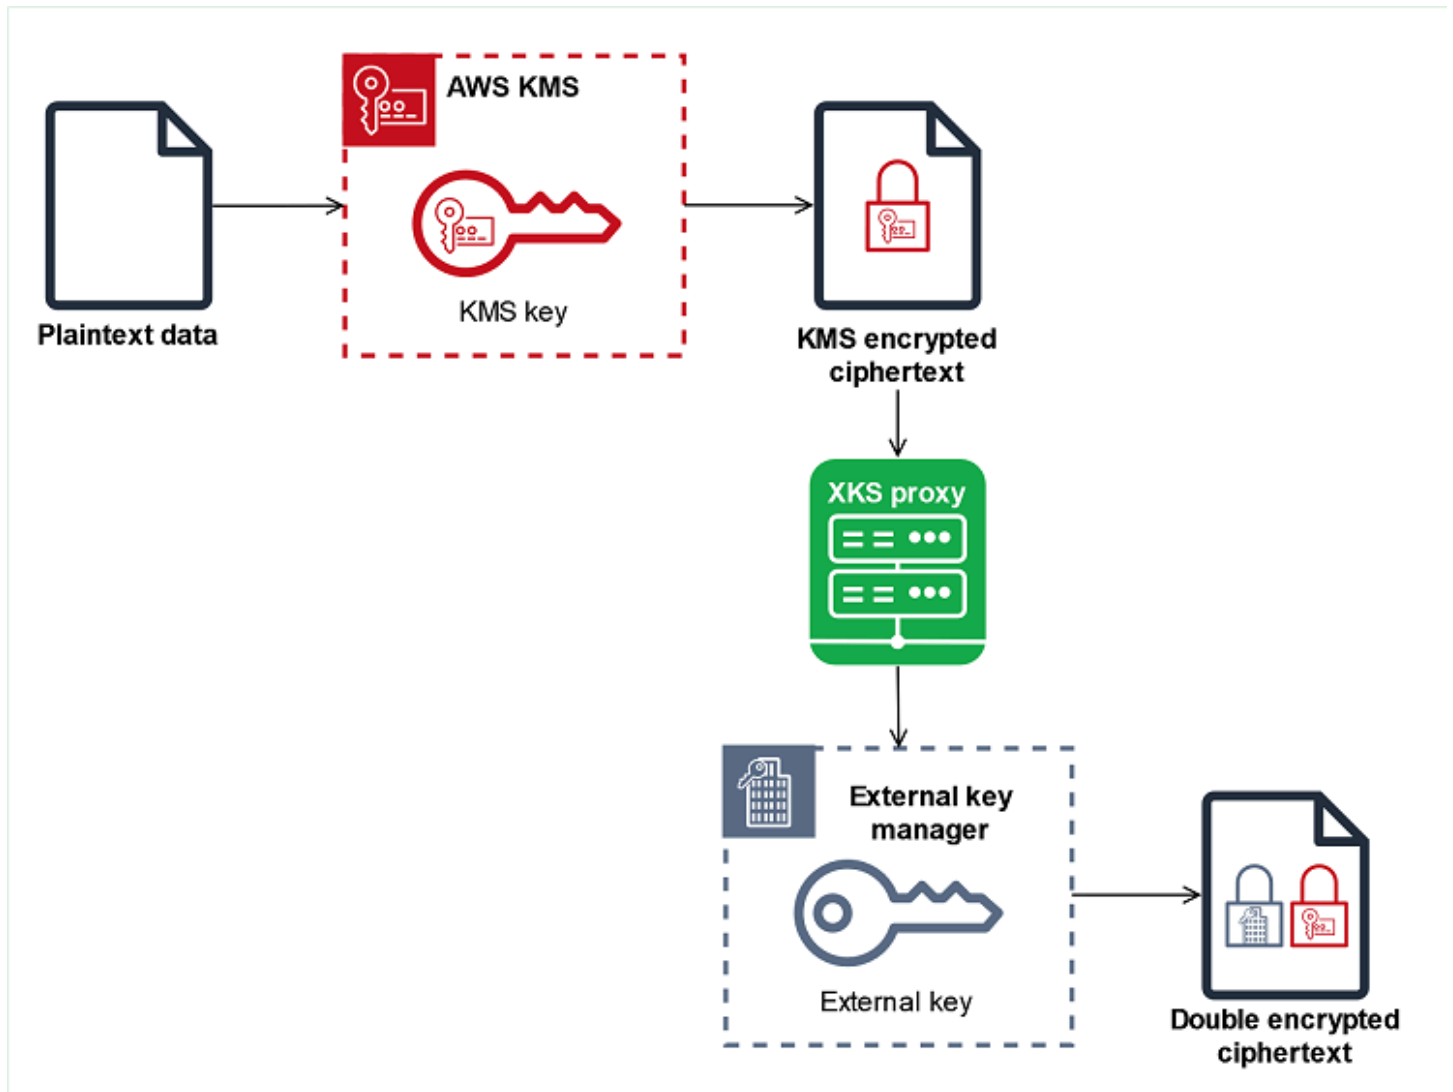 AWS KMS
KMS key
Plaintext data
KMS encrypted
ciphertext
XKS proxy
External key
manager
External key
Double encrypted
ciphertext